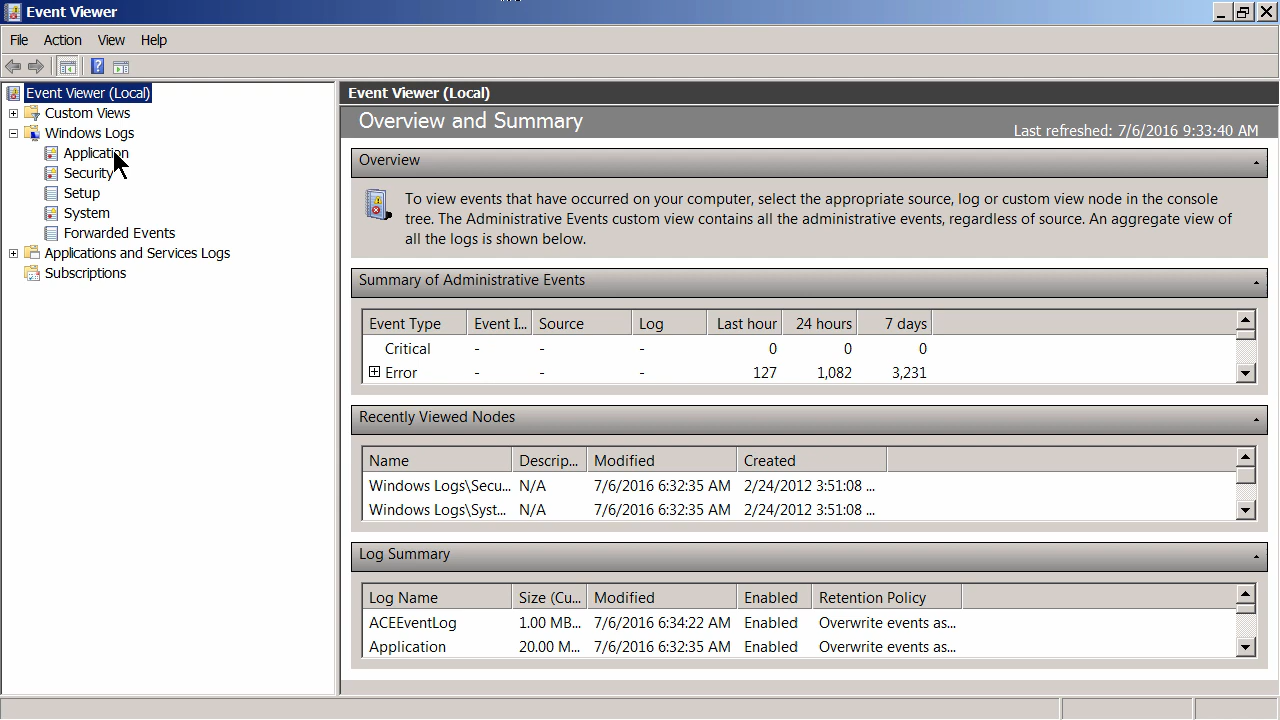 Event Viewer
File Action View Help
Event Viewer (Local)
Custom Views
Windows Logs
Application
Security
Setup
System
Forwarded Events
Applications and Services Logs
Subscriptions
Event Viewer (Local)
Overview and Summary
Last refreshed: 7/6/2016 9:33:40 AM
Overview
To view events that have occurred on your computer, select the appropriate source, log or custom view node in the console
tree. The Administrative Events custom view contains all the administrative events, regardless of source. An aggregate view of
all the logs is shown below.
Summary of Administrative Events
Event Type Event I... Source Log Last hour 24 hours 7 days
Critical - - - 0 0 0
Error - - - 127 1,082 3,231
Recently Viewed Nodes
Name Descrip... Modified Created
Windows Logs\Secu... N/A 7/6/2016 6:32:35 AM 2/24/2012 3:51:08 ...
Windows Logs\Syst... N/A 7/6/2016 6:32:35 AM 2/24/2012 3:51:08 ...
Log Summary
Log Name Size (Cu... Modified Enabled Retention Policy
ACEEventLog 1.00 MB... 7/6/2016 6:34:22 AM Enabled Overwrite events as...
Application 20.00 M... 7/6/2016 6:32:35 AM Enabled Overwrite events as...